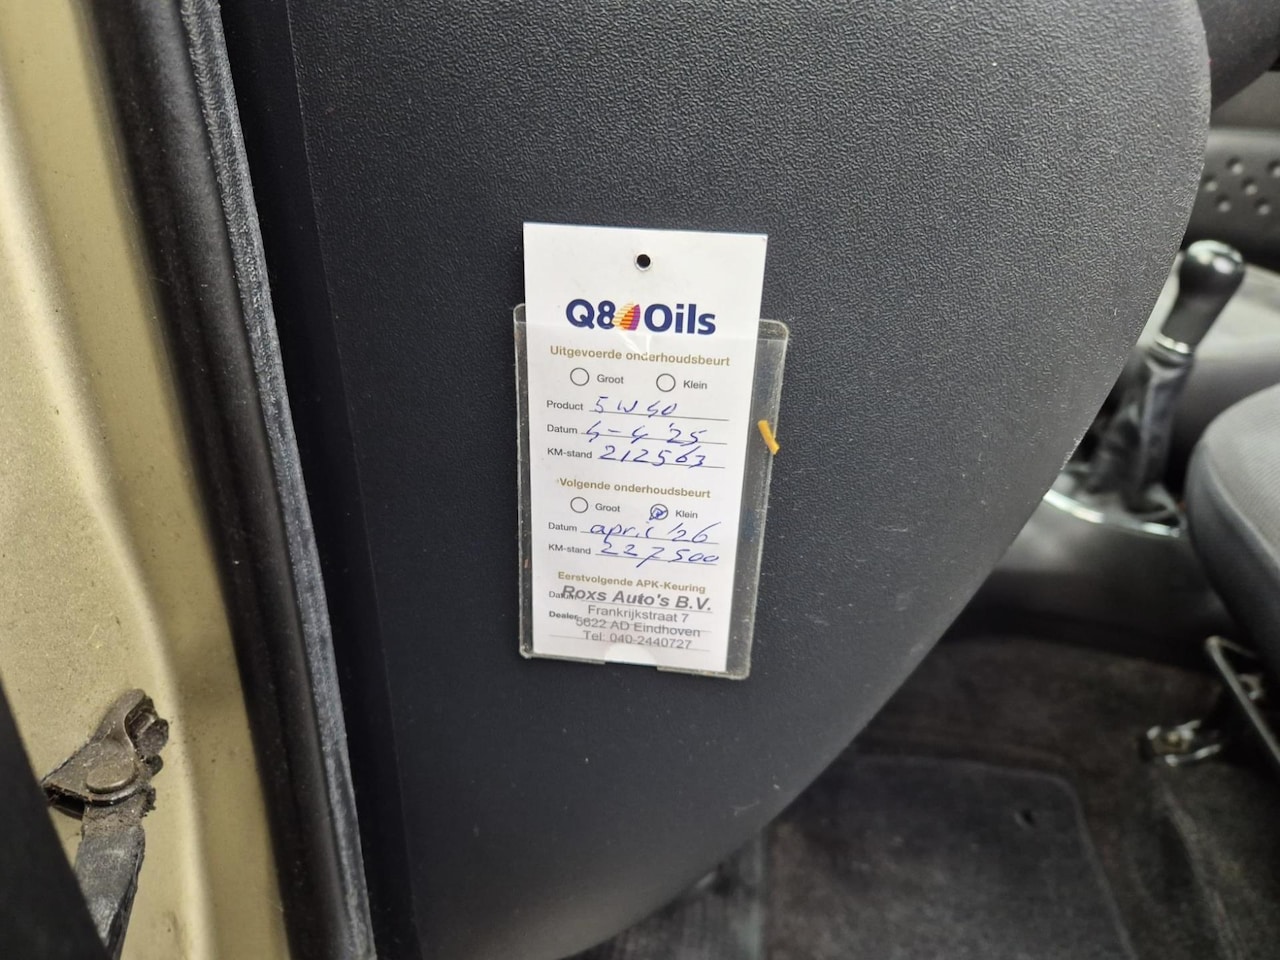 Q8 Oils
Uitgevoerde onderhoudsbeurt
Groot Klein
Product 5W40
Datum 4-4'25
KM-stand 212563
Volgende onderhoudsbeurt
Groot Klein
Datum april '26
KM-stand 227500
Eerstvolgende APK-Keuring
Datum Roxs Auto's B.V.
Dealer Frankrijkstraat 7
5622 AD Eindhoven
Tel: 040-2440727